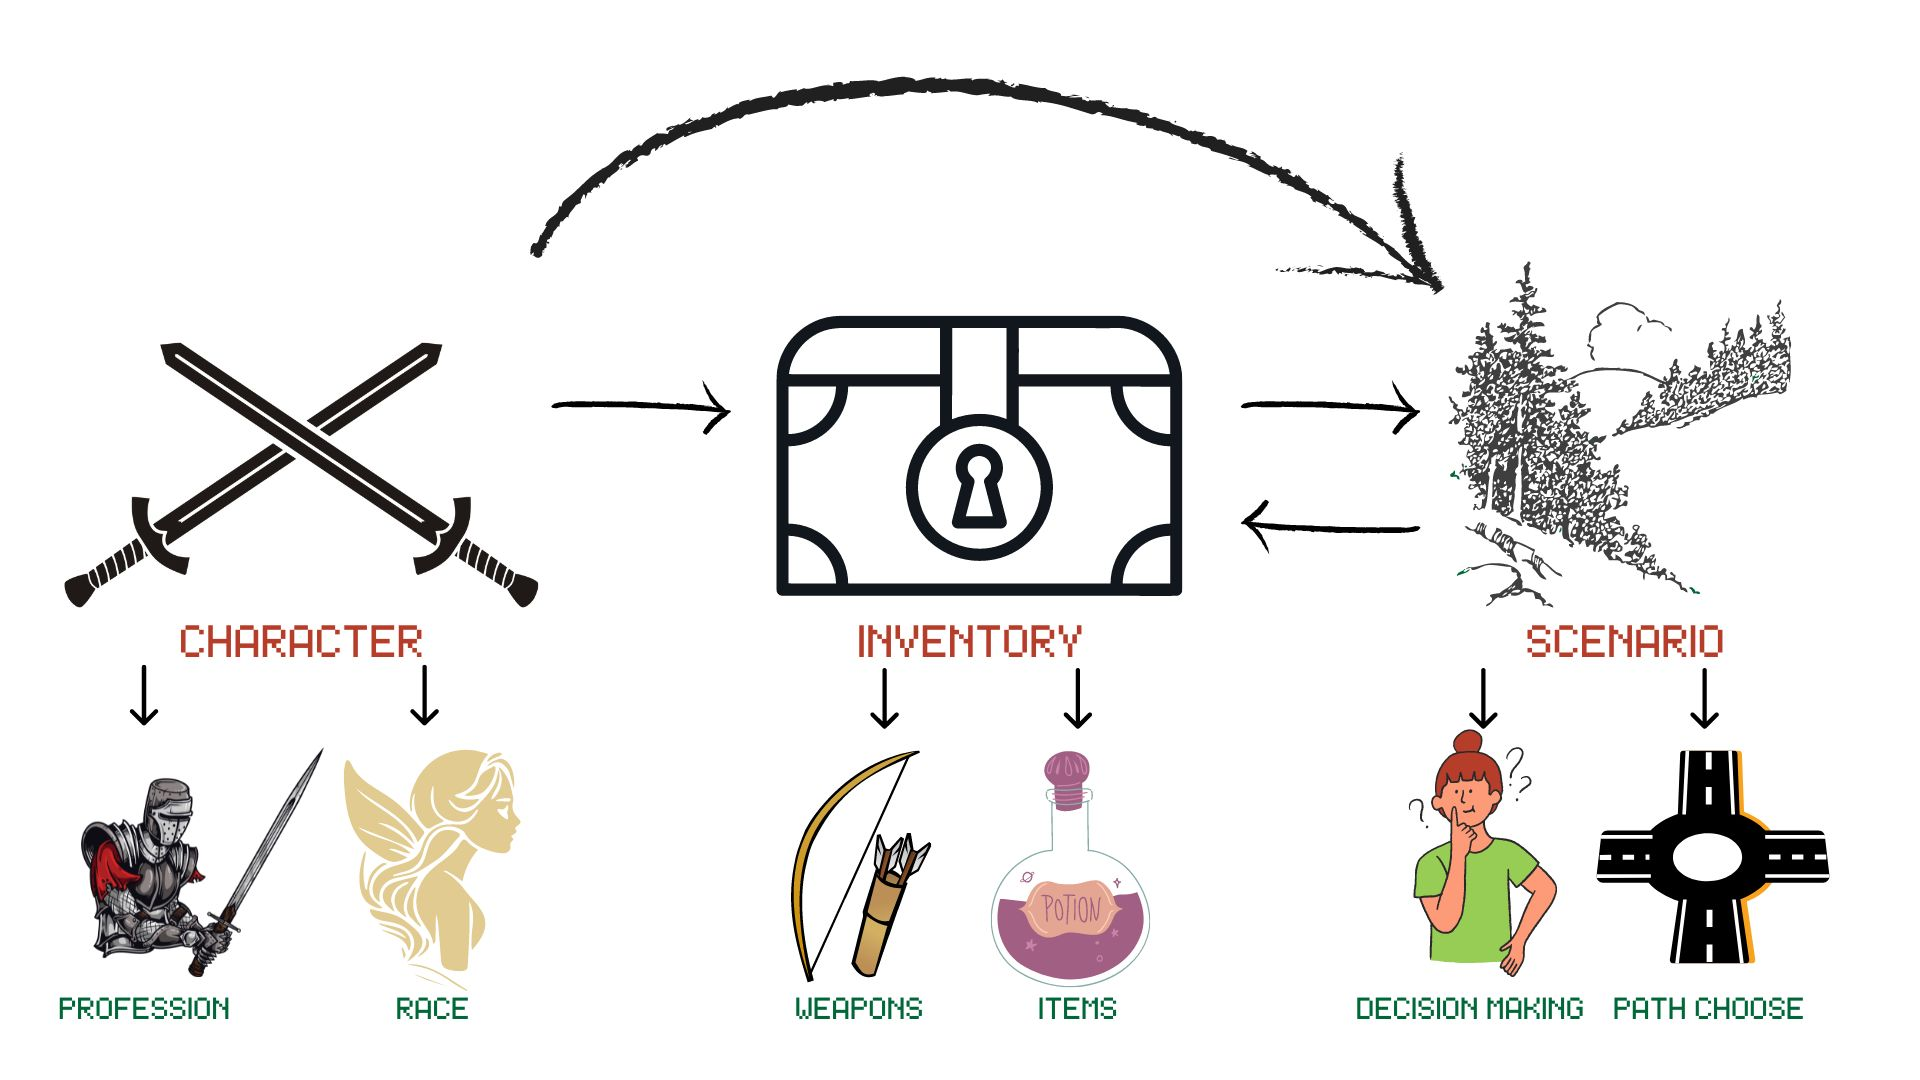 CHARACTER
INVENTORY
SCENARIO
POTION
PROFESSION
RACE
WEAPONS
ITEMS
DECISION MAKING
PATH CHOOSE